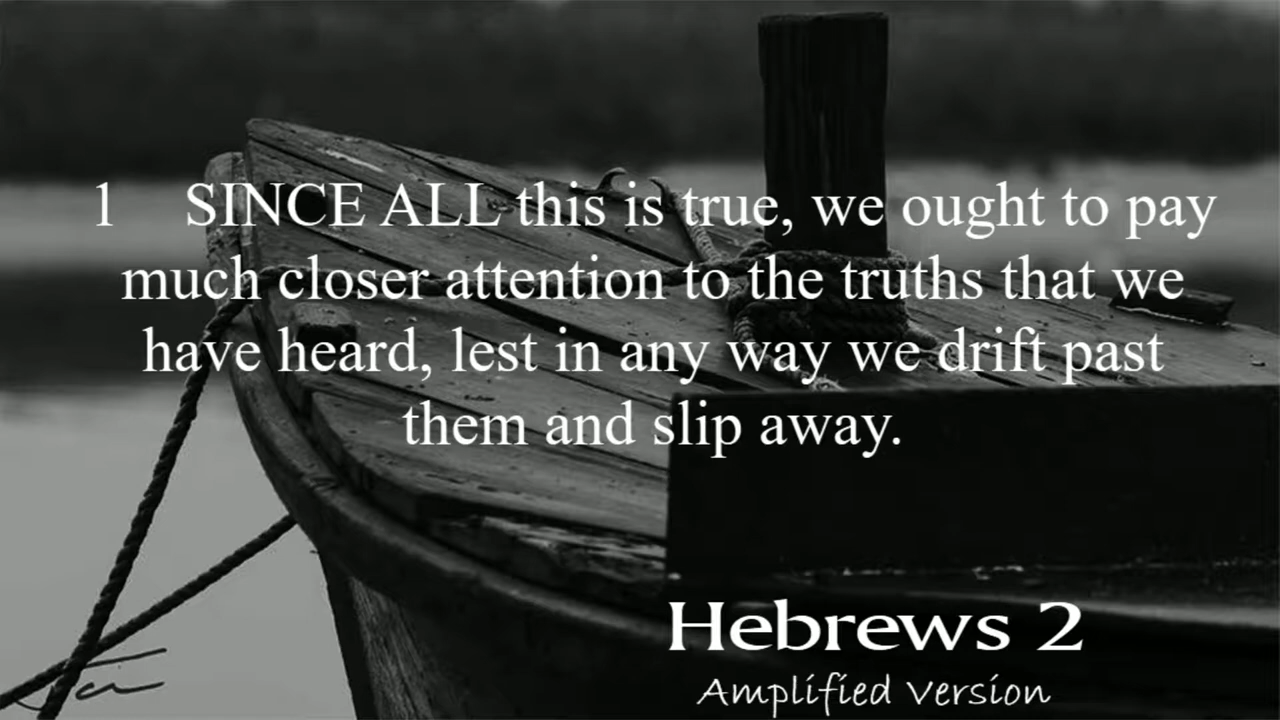 1 SINCE ALL this is true, we ought to pay
much closer attention to the truths that we
have heard, lest in any way we drift past
them and slip away.
Hebrews 2
Amplified Version